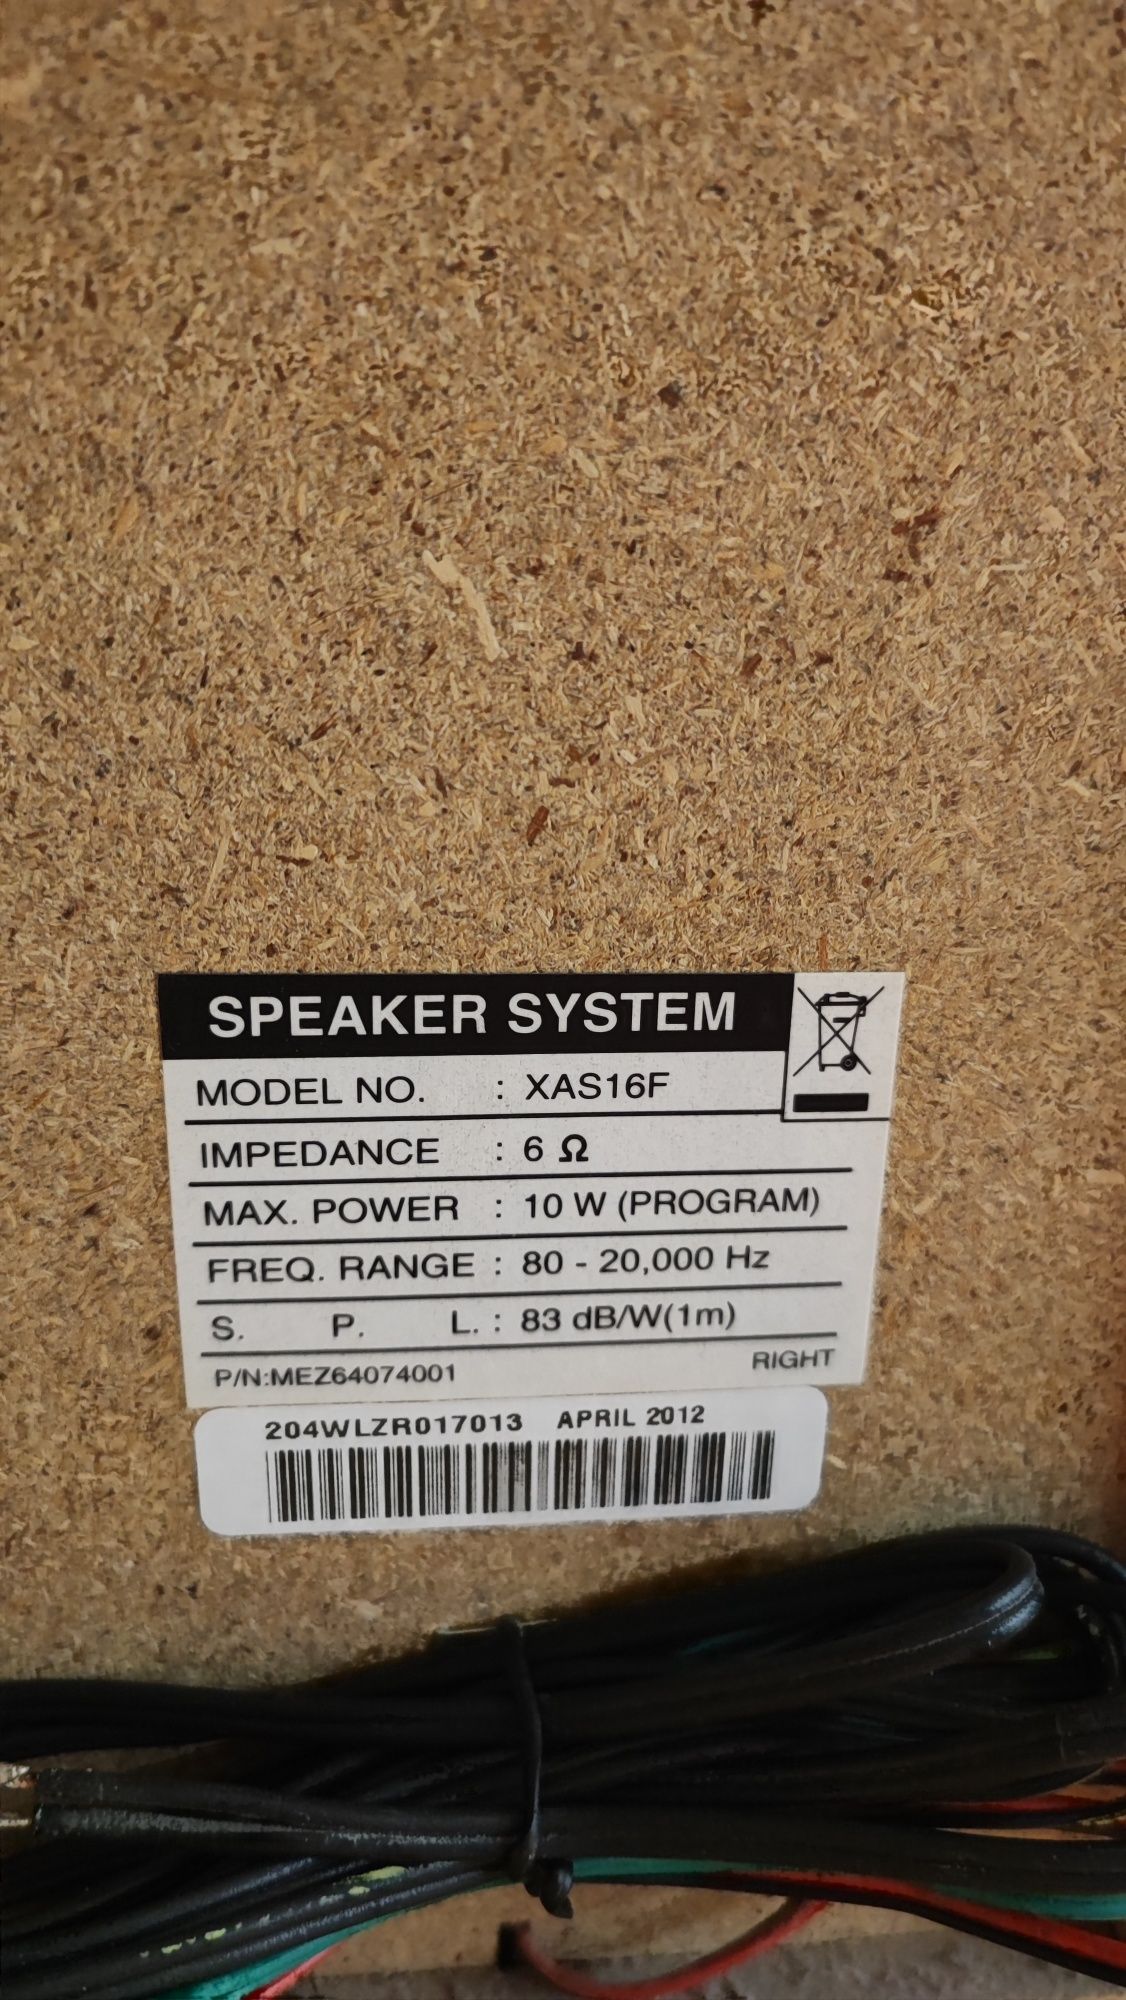 SPEAKER SYSTEM
MODEL NO. : XAS16F
IMPEDANCE : 6 Ω
MAX. POWER : 10 W (PROGRAM)
FREQ. RANGE : 80 - 20,000 Hz
S. P. L. : 83 dB/W(1m)
P/N:MEZ64074001 RIGHT
204WLZR017013 APRIL 2012